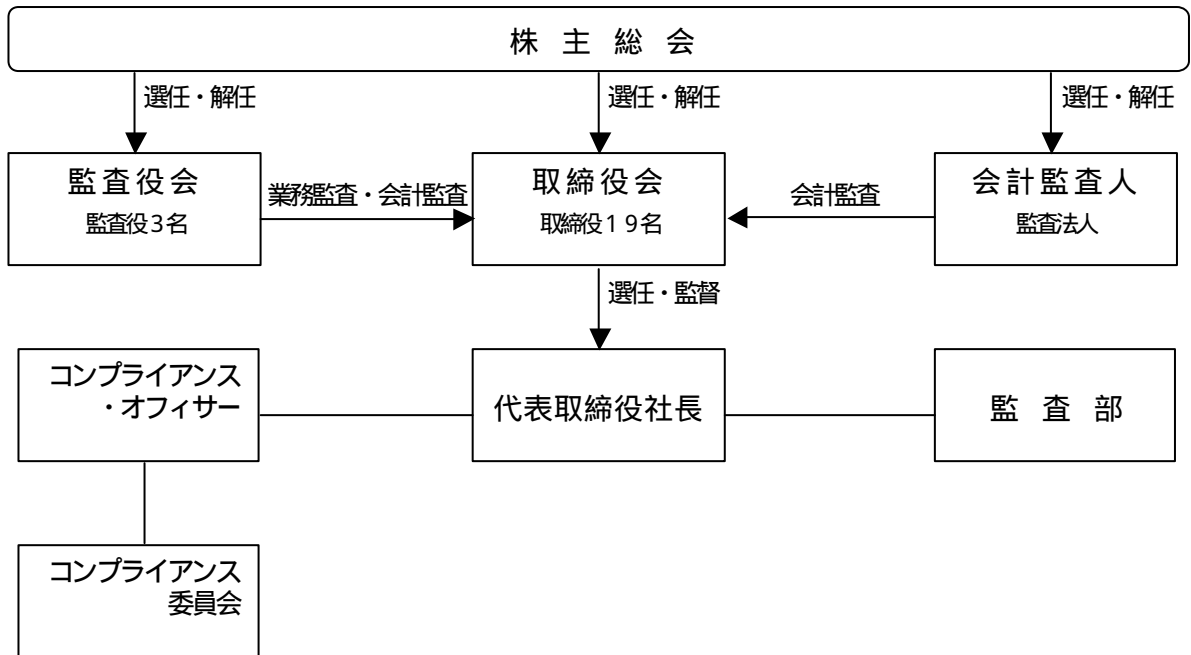 株主総会
選任・解任
選任・解任
選任・解任
監査役会
監査役3名
業務監査・会計監査
取締役会
取締役19名
会計監査
会計監査人
監査法人
選任・監督
コンプライアンス
・オフィサー
代表取締役社長
監査部
コンプライアンス
委員会